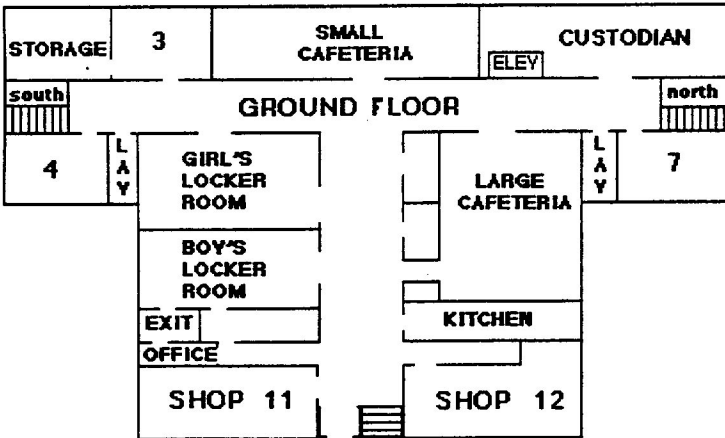 STORAGE
3
SMALL
CAFETERIA
CUSTODIAN
ELEV
south
GROUND FLOOR
north
4
L
A
Y
GIRL'S
LOCKER
ROOM
LARGE
CAFETERIA
L
A
Y
7
BOY'S
LOCKER
ROOM
EXIT
KITCHEN
OFFICE
SHOP 11
SHOP 12